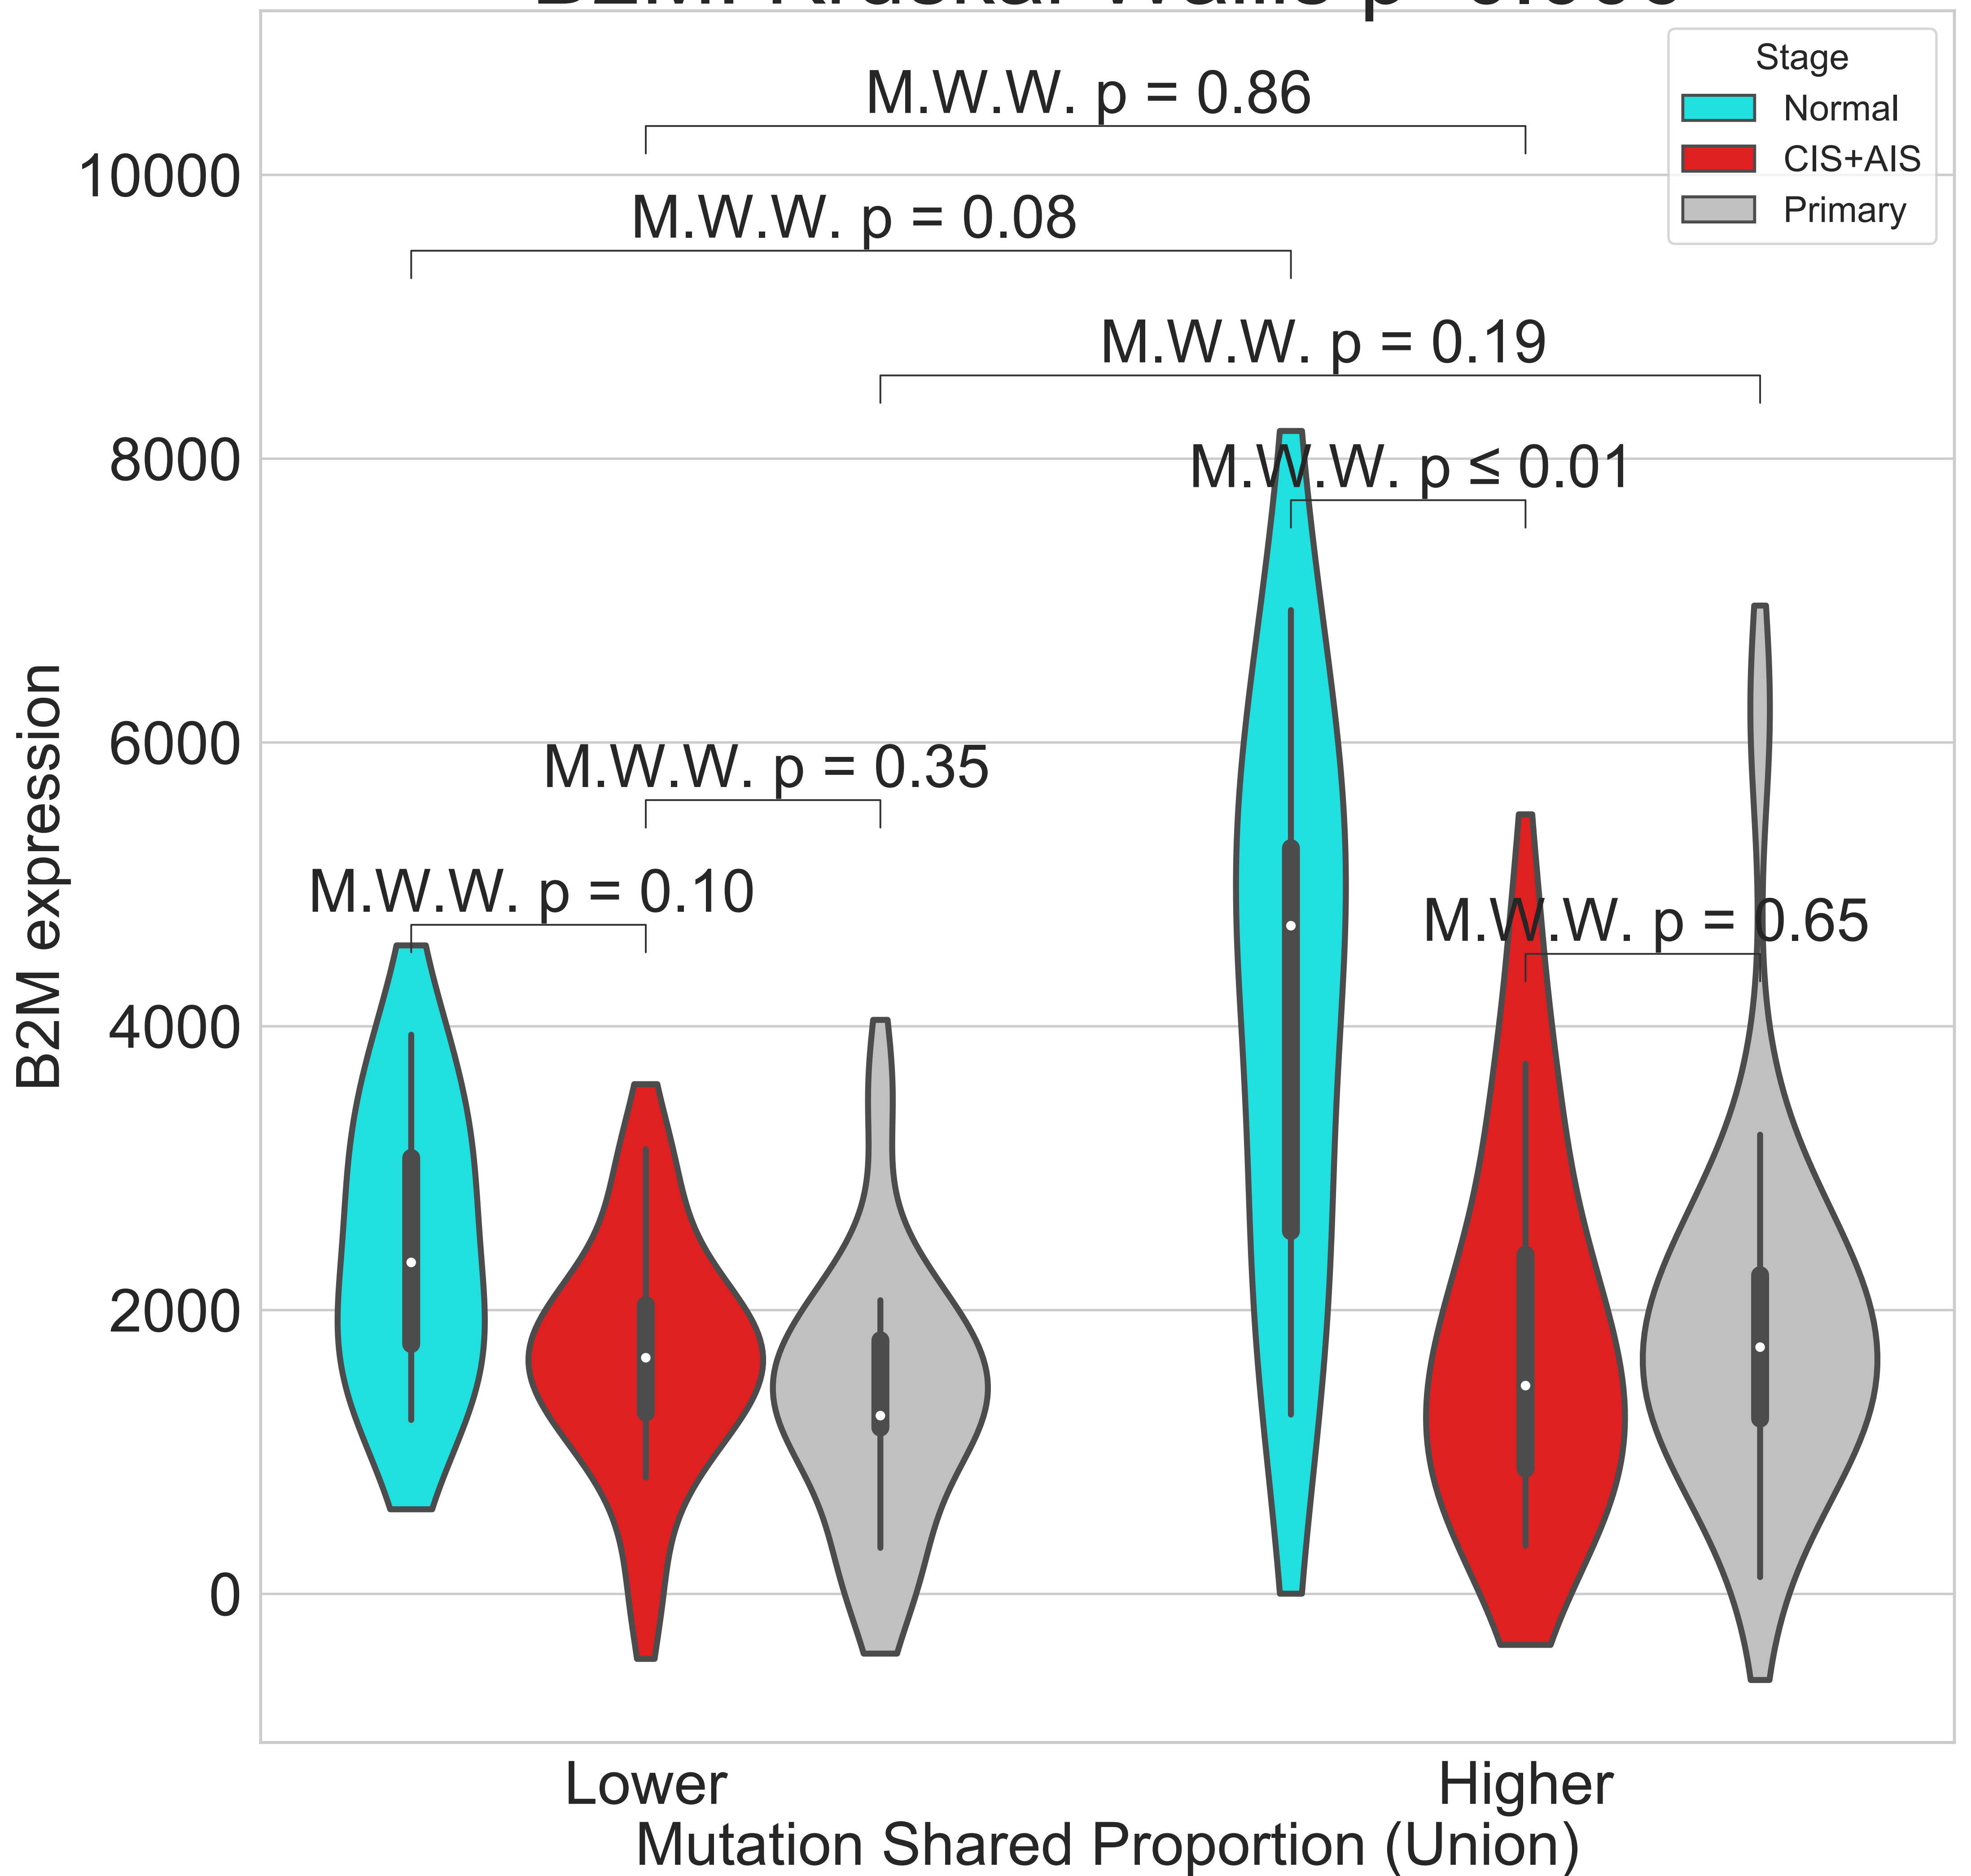 Stage
Normal
CIS+AIS
Primary
M.W.W. p = 0.86
M.W.W. p = 0.08
M.W.W. p = 0.19
M.W.W. p ≤ 0.01
M.W.W. p = 0.35
M.W.W. p = 0.10
M.W.W. p = 0.65
10000
8000
6000
4000
2000
0
B2M expression
Lower
Higher
Mutation Shared Proportion (Union)